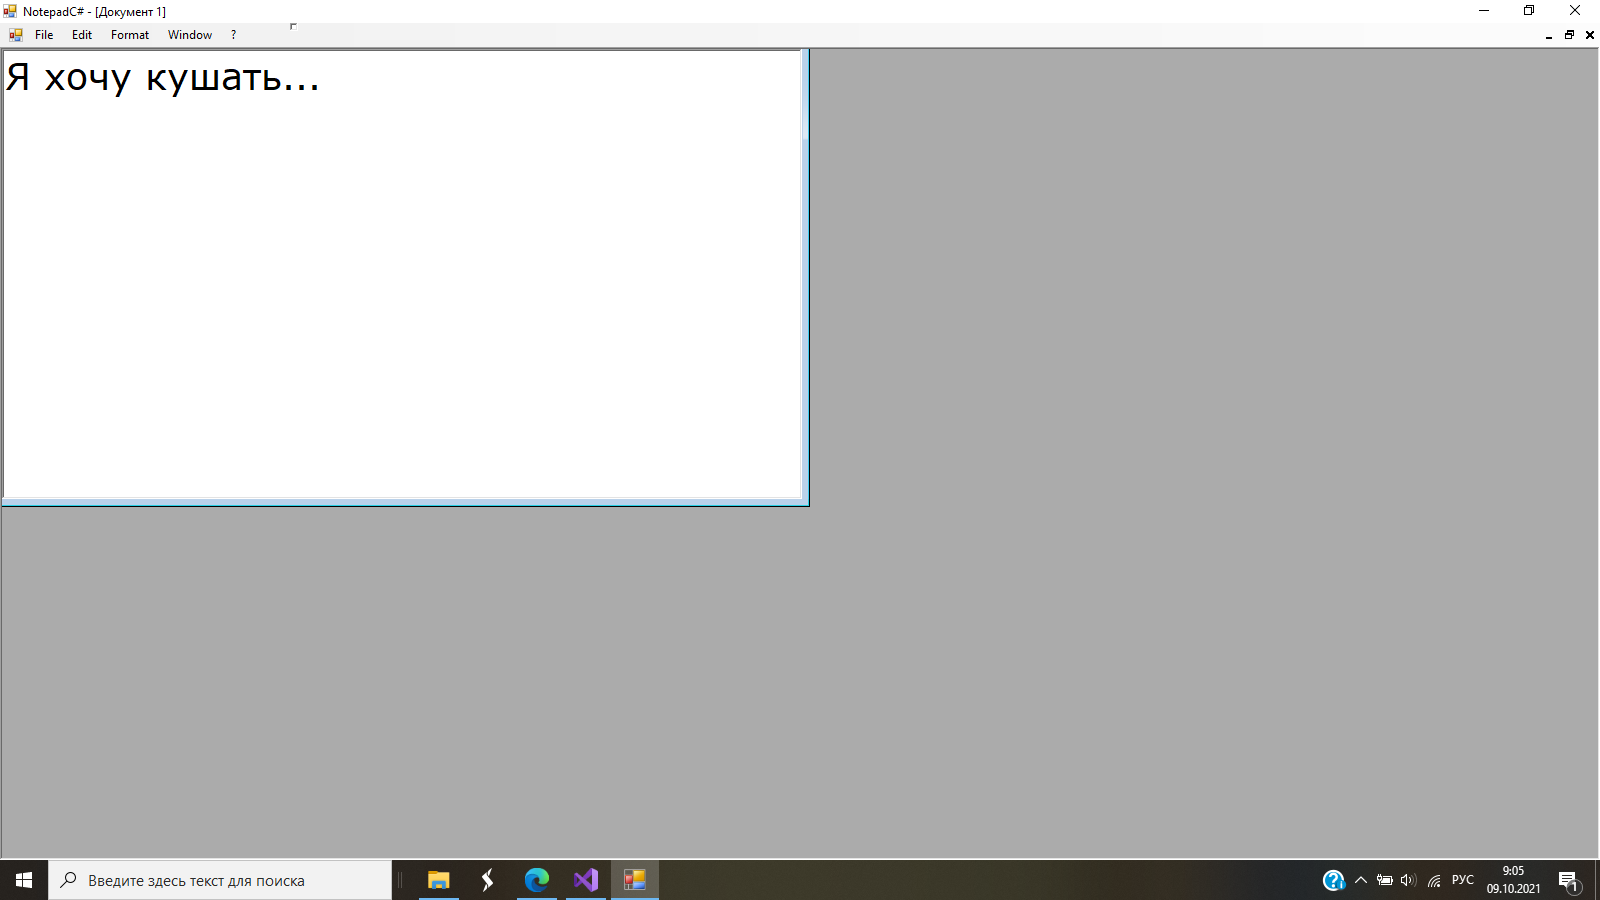 NotepadC# - [Документ 1]
File Edit Format Window ?
Я хочу кушать...
Введите здесь текст для поиска
РУС
9:05
09.10.2021
1